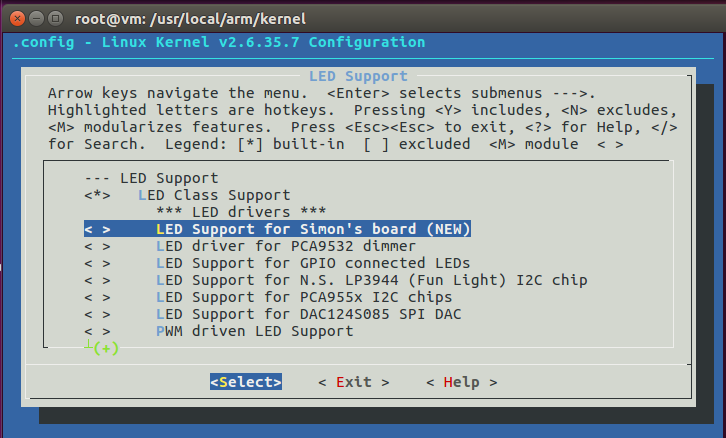 root@vm: /usr/local/arm/kernel
.config - Linux Kernel v2.6.35.7 Configuration
LED Support
Arrow keys navigate the menu.  <Enter> selects submenus --->.
Highlighted letters are hotkeys.  Pressing <Y> includes, <N> excludes,
<M> modularizes features.  Press <Esc><Esc> to exit, <?> for Help, </>
for Search.  Legend: [*] built-in  [ ] excluded  <M> module  < >
--- LED Support
<*>   LED Class Support
*** LED drivers ***
< >     LED Support for Simon's board (NEW)
< >     LED driver for PCA9532 dimmer
< >     LED Support for GPIO connected LEDs
< >     LED Support for N.S. LP3944 (Fun Light) I2C chip
< >     LED Support for PCA955x I2C chips
< >     LED Support for DAC124S085 SPI DAC
< >     PWM driven LED Support
(+)
<Select>    < Exit >    < Help >